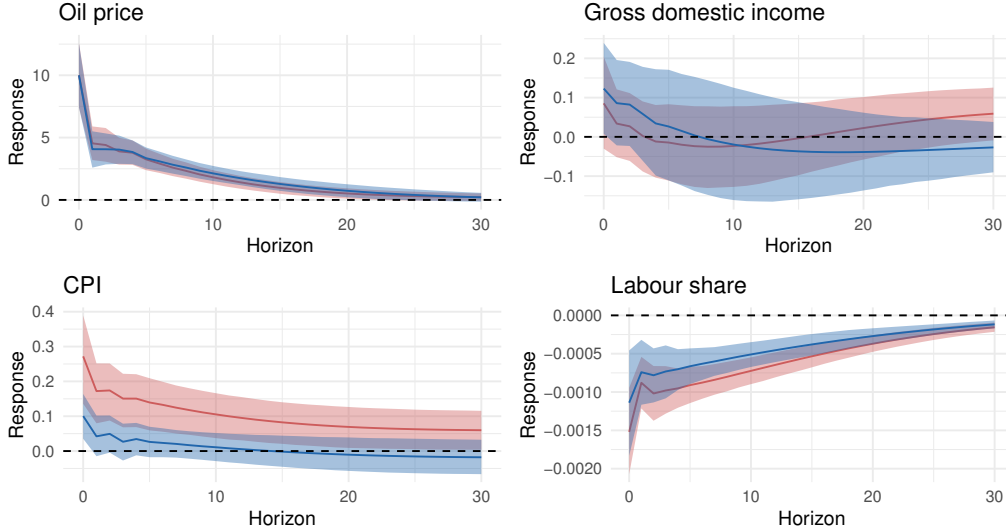 Oil price
Response
10
5
0
0 10 20 30
Horizon
Gross domestic income
Response
0.2
0.1
0.0
−0.1
0 10 20 30
Horizon
CPI
Response
0.4
0.3
0.2
0.1
0.0
0 10 20 30
Horizon
Labour share
Response
0.0000
−0.0005
−0.0010
−0.0015
−0.0020
0 10 20 30
Horizon